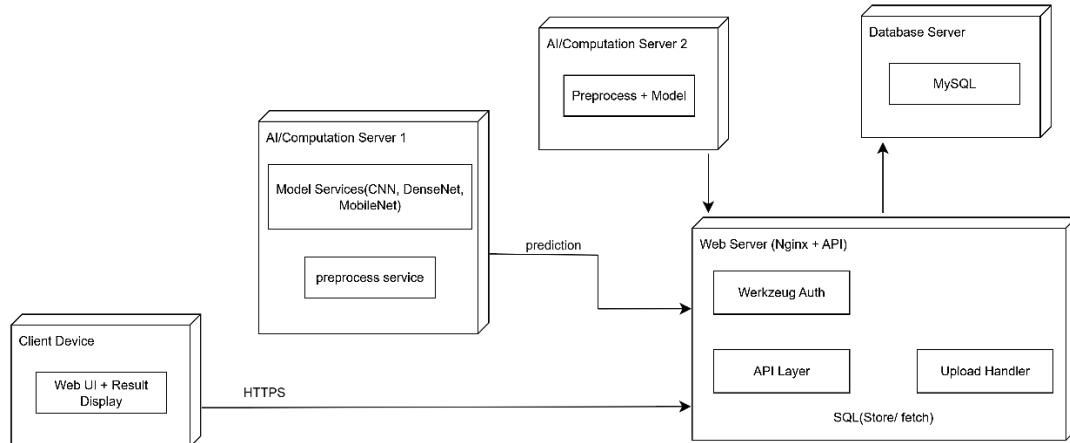 AI/Computation Server 2
Preprocess + Model
Database Server
MySQL
AI/Computation Server 1
Model Services(CNN, DenseNet,
MobileNet)
preprocess service
prediction
Web Server (Nginx + API)
Werkzeug Auth
API Layer
Upload Handler
SQL(Store/ fetch)
Client Device
Web UI + Result
Display
HTTPS